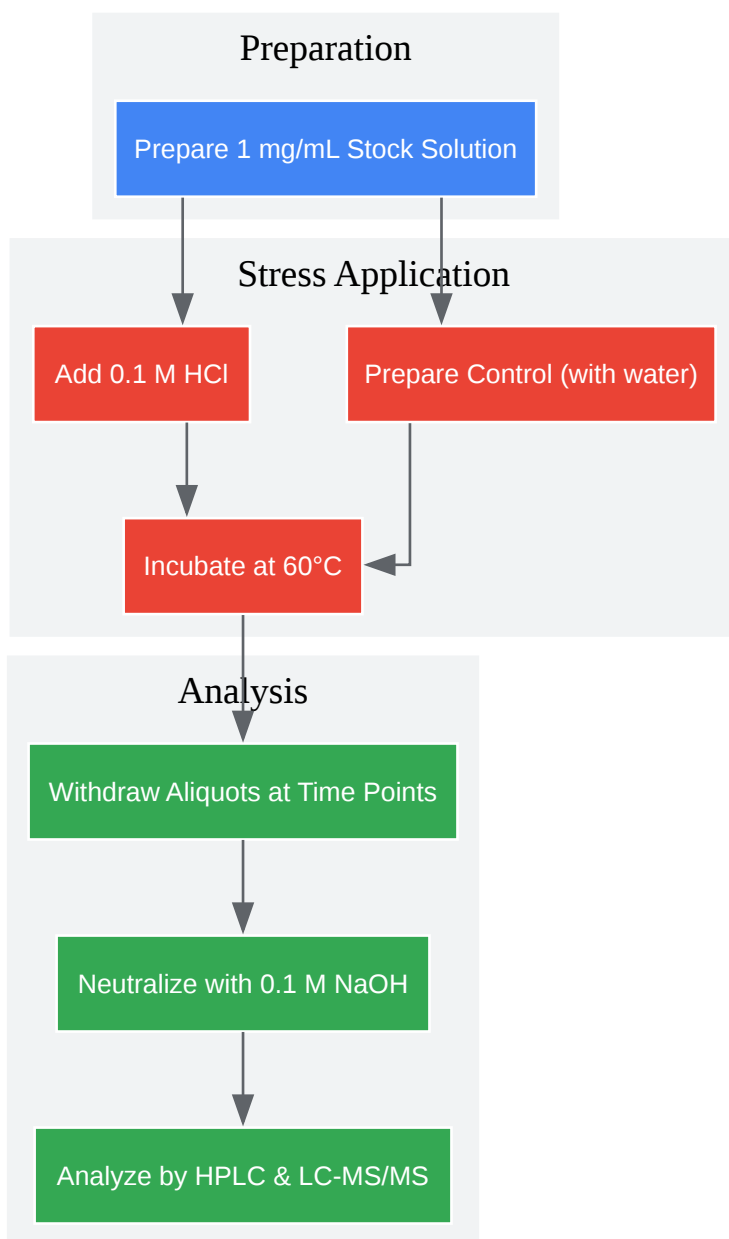 Preparation
Prepare 1 mg/mL Stock Solution
Stress Application
Add 0.1 M HCl
Prepare Control (with water)
Incubate at 60°C
Analysis
Withdraw Aliquots at Time Points
Neutralize with 0.1 M NaOH
Analyze by HPLC & LC-MS/MS